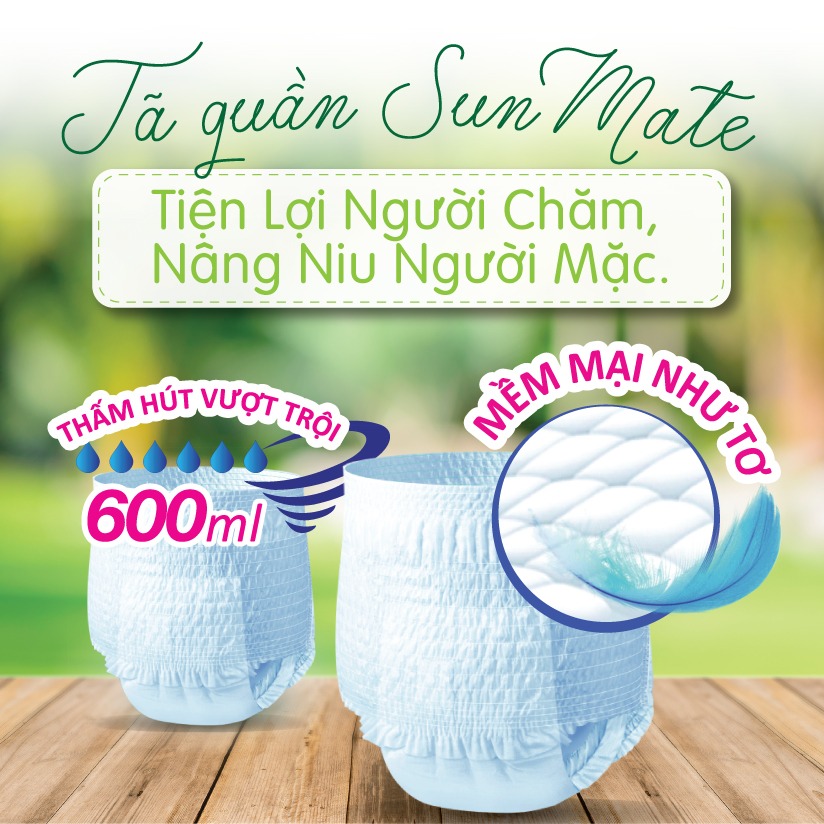 Tã quần SunMate
Tiện Lợi Người Chăm,
Nâng Niu Người Mặc.
THẤM HÚT VƯỢT TRỘI
600ml
MỀM MẠI NHƯ TƠ